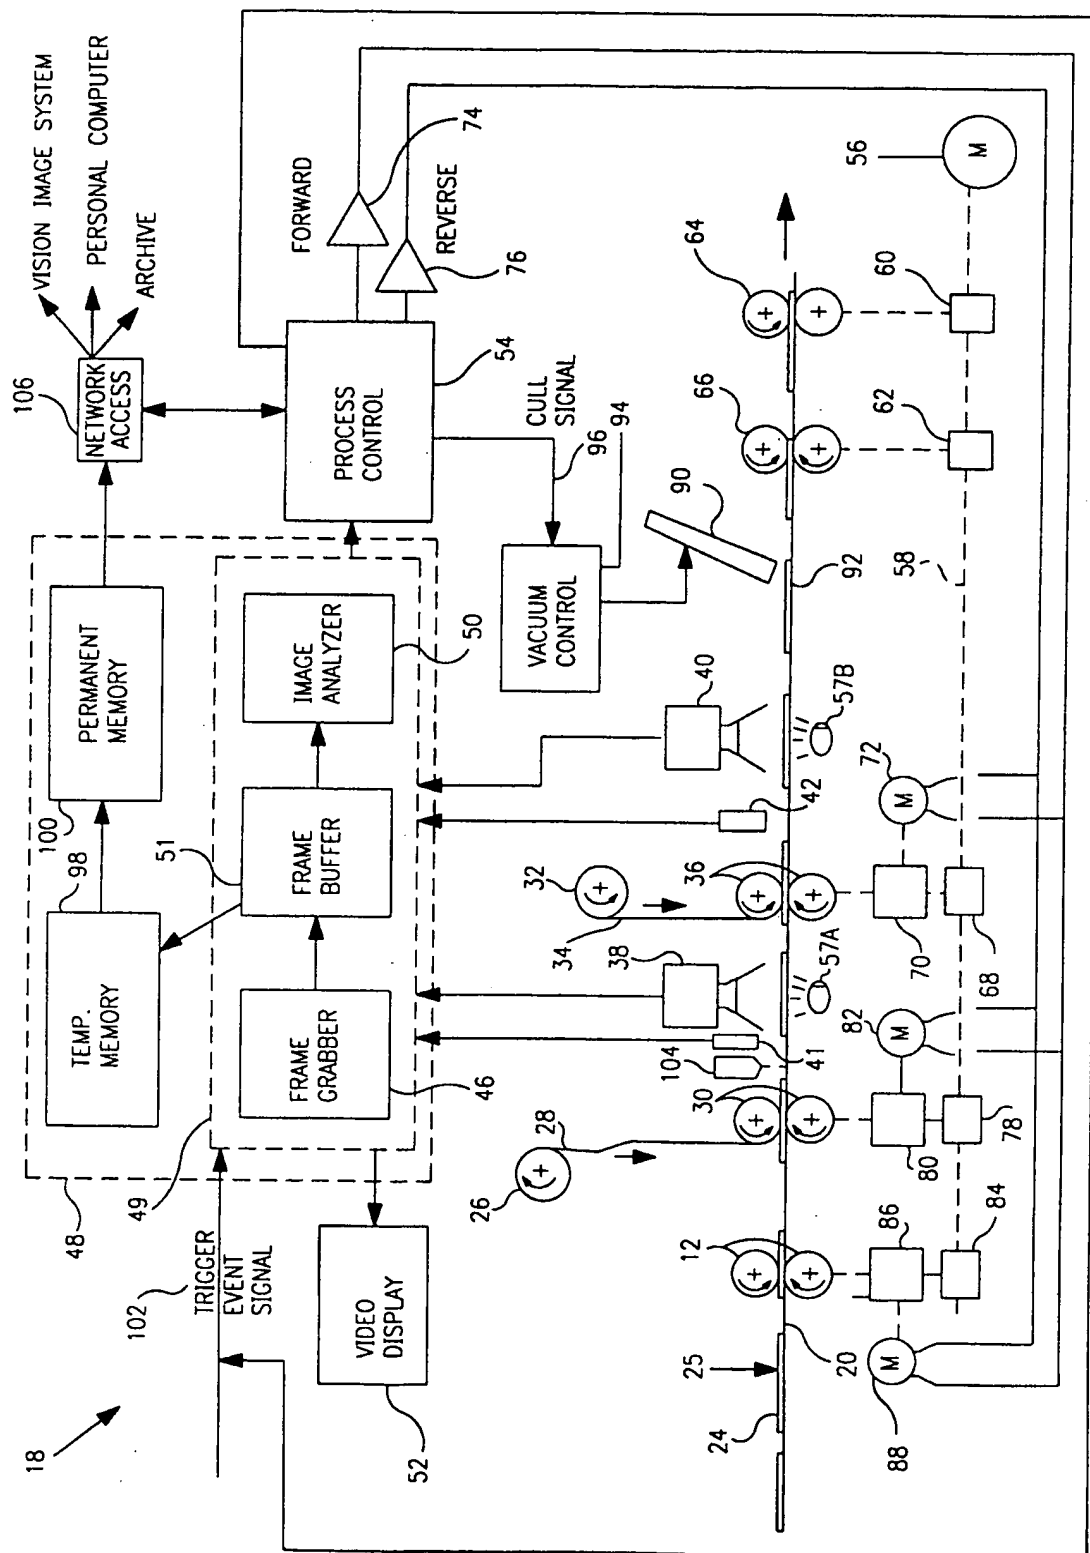 18
102
TRIGGER
EVENT
SIGNAL
48
49
TEMP.
MEMORY
98
100
PERMANENT
MEMORY
106
NETWORK
ACCESS
VISION IMAGE SYSTEM
PERSONAL COMPUTER
ARCHIVE
FRAME
GRABBER
46
51
FRAME
BUFFER
IMAGE
ANALYZER
50
PROCESS
CONTROL
54
FORWARD
74
REVERSE
76
VIDEO
DISPLAY
52
VACUUM
CONTROL
CULL
SIGNAL
96
94
90
26
28
30
104
41
38
34
32
36
42
40
57A
57B
92
66
64
24
25
20
12
M
88
86
84
80
78
M
82
70
68
M
72
58
62
60
M
56